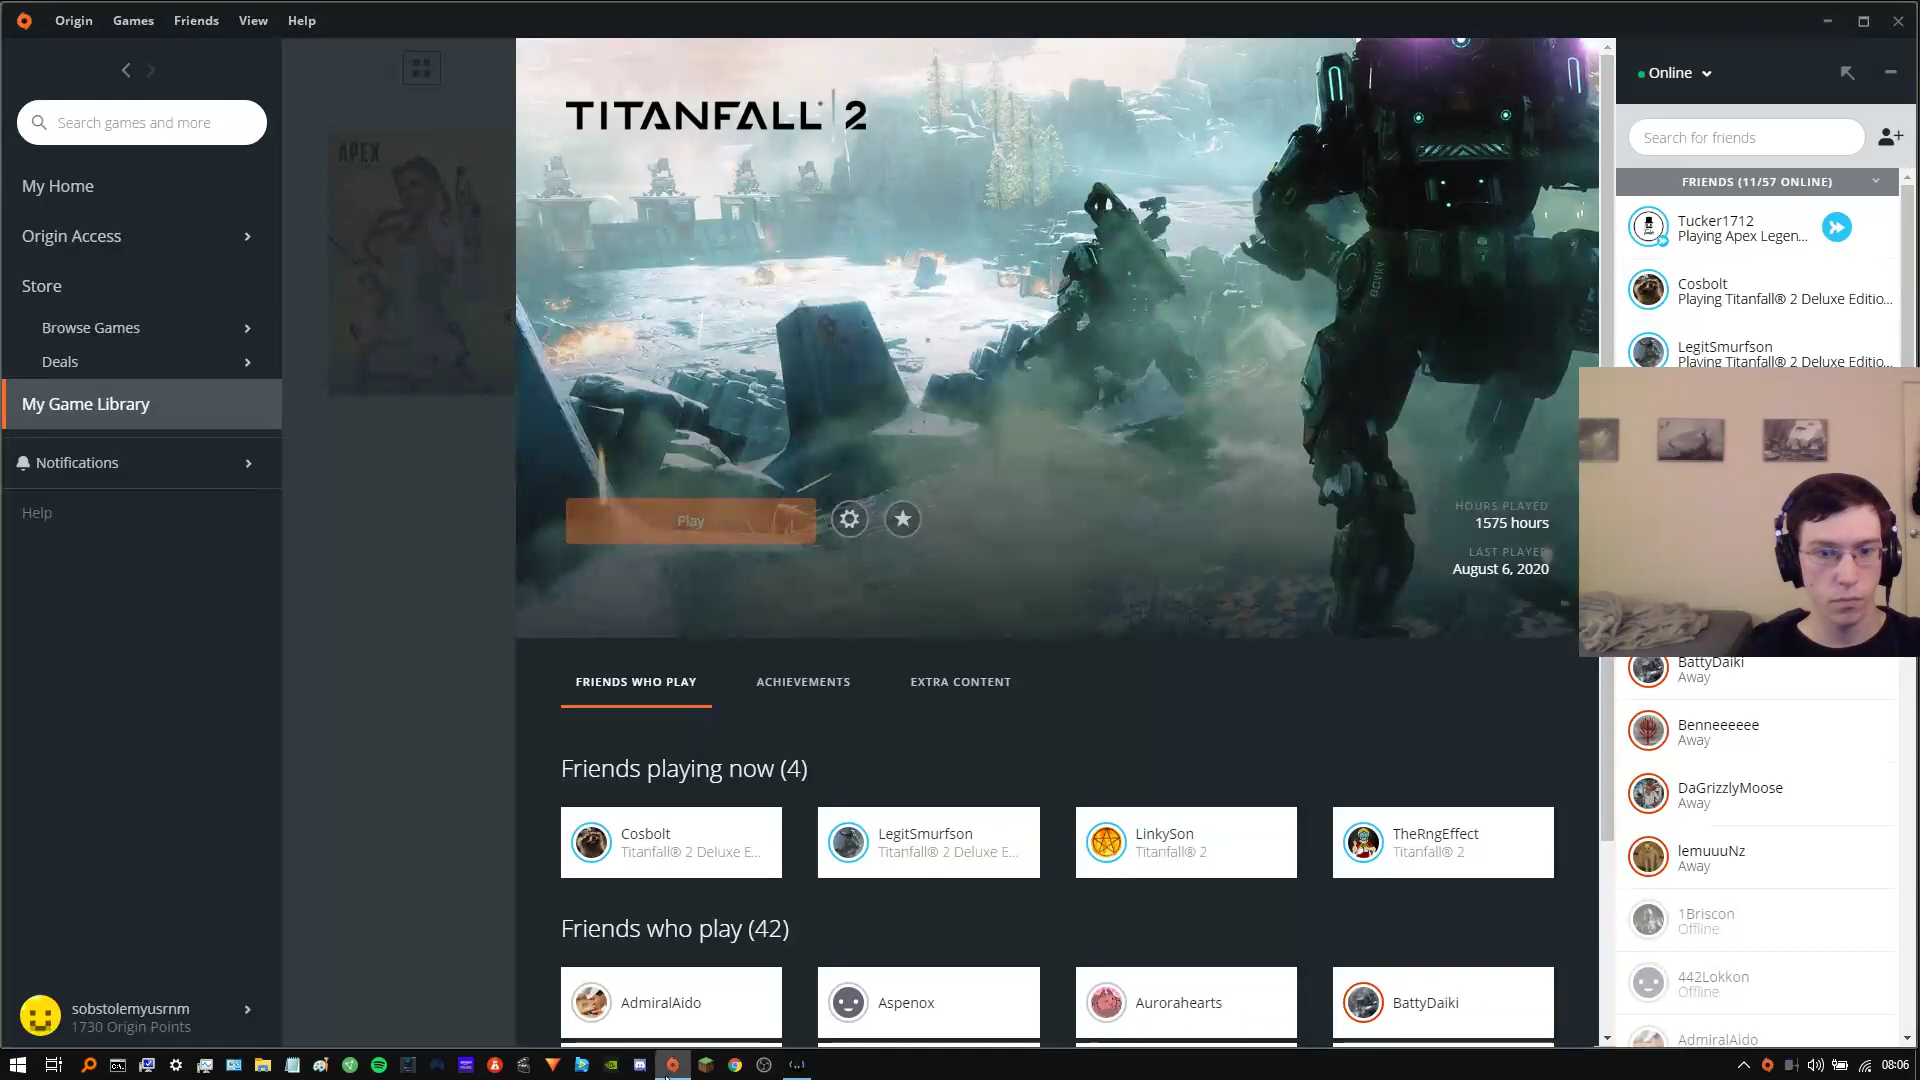 Origin Games Friends View Help
Search games and more
My Home
Origin Access
Store
Browse Games
Deals
My Game Library
Notifications
Help
sobstolemyusrnm
1730 Origin Points
APEX
TITANFALL® 2
Play
HOURS PLAYED
1575 hours
LAST PLAYED
August 6, 2020
FRIENDS WHO PLAY ACHIEVEMENTS EXTRA CONTENT
Friends playing now (4)
Cosbolt
Titanfall® 2 Deluxe E...
LegitSmurfson
Titanfall® 2 Deluxe E...
LinkySon
Titanfall® 2
TheRngEffect
Titanfall® 2
Friends who play (42)
AdmiralAido
Aspenox
Aurorahearts
BattyDaiki
Online
Search for friends
FRIENDS (11/57 ONLINE)
Tucker1712
Playing Apex Legen...
Cosbolt
Playing Titanfall® 2 Deluxe Editio...
LegitSmurfson
Playing Titanfall® 2 Deluxe Editio...
BattyDaiki
Away
Benneeeeee
Away
DaGrizzlyMoose
Away
lemuuuNz
Away
1Briscon
Offline
442Lokkon
Offline
AdmiralAido
08:06